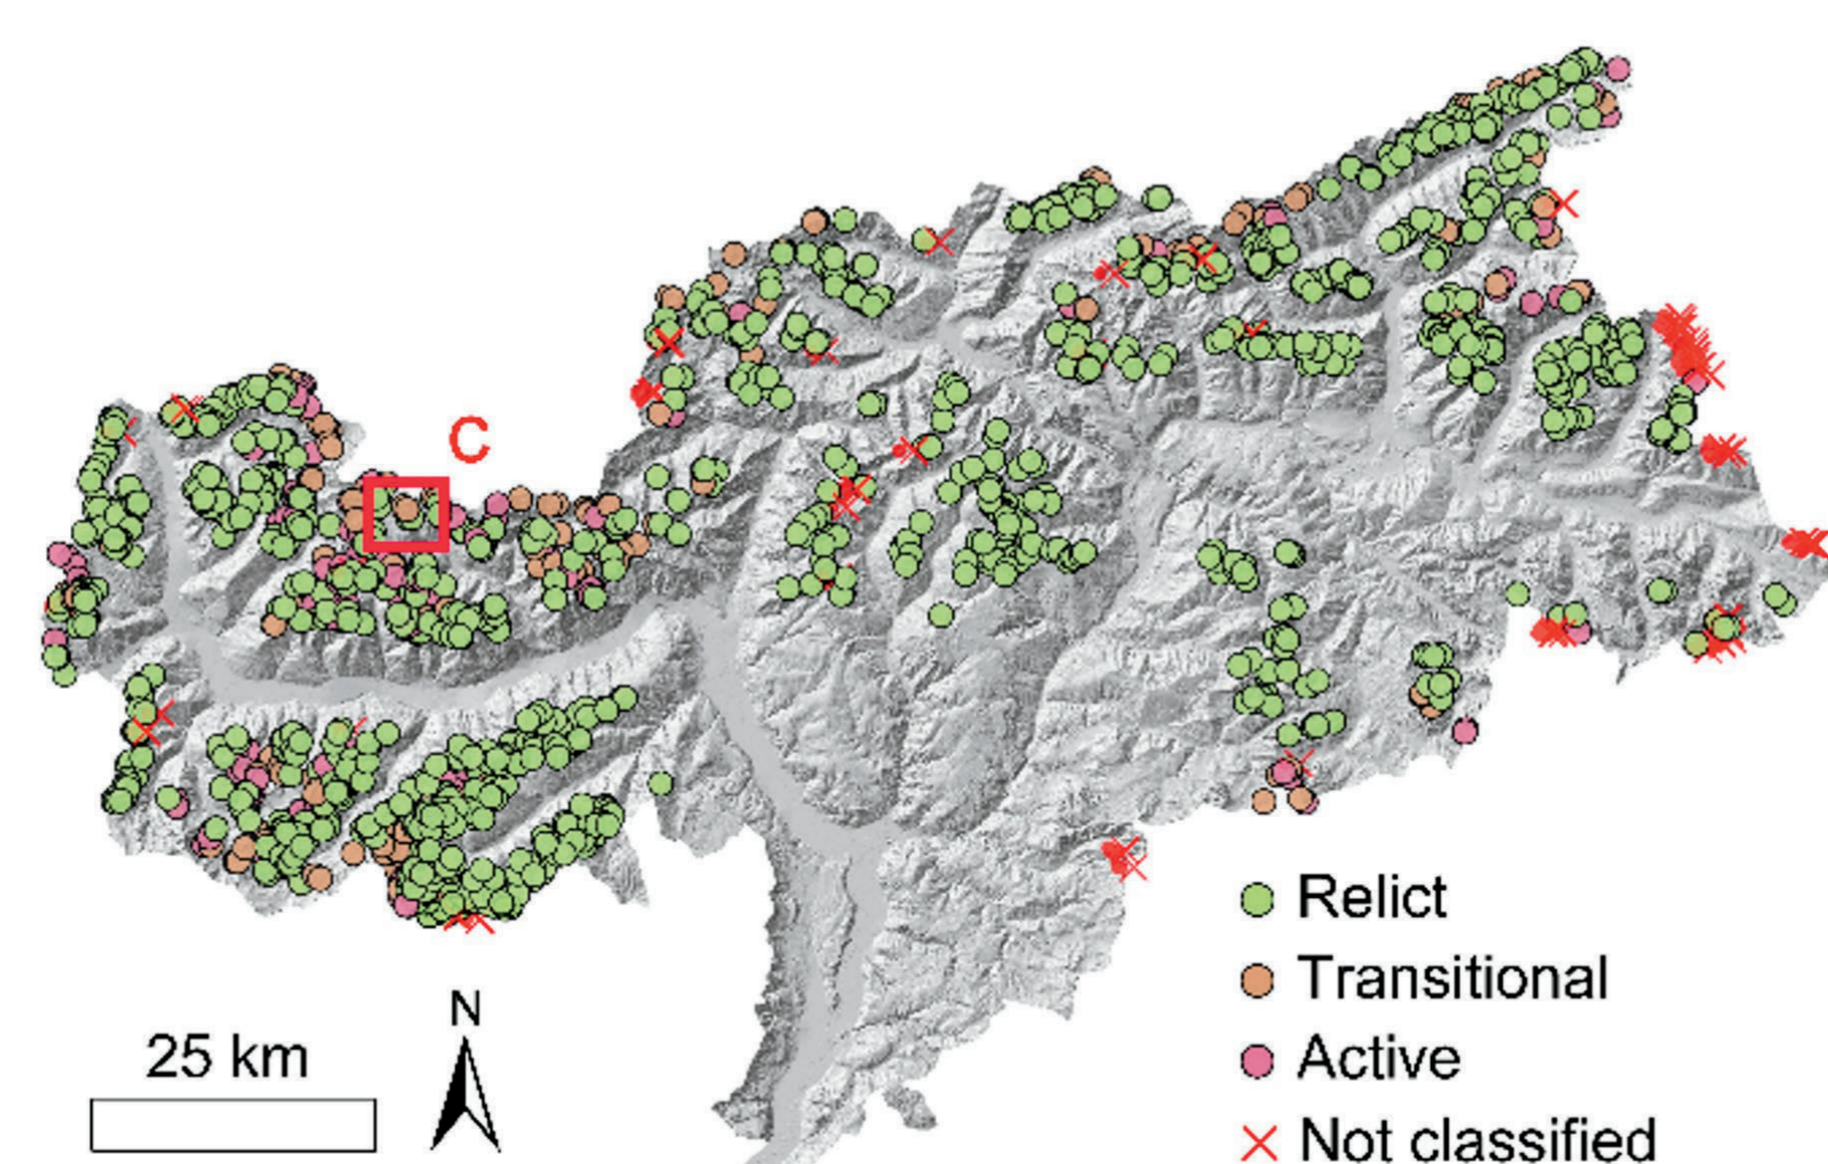 C
Relict
Transitional
Active
Not classified
25 km
N